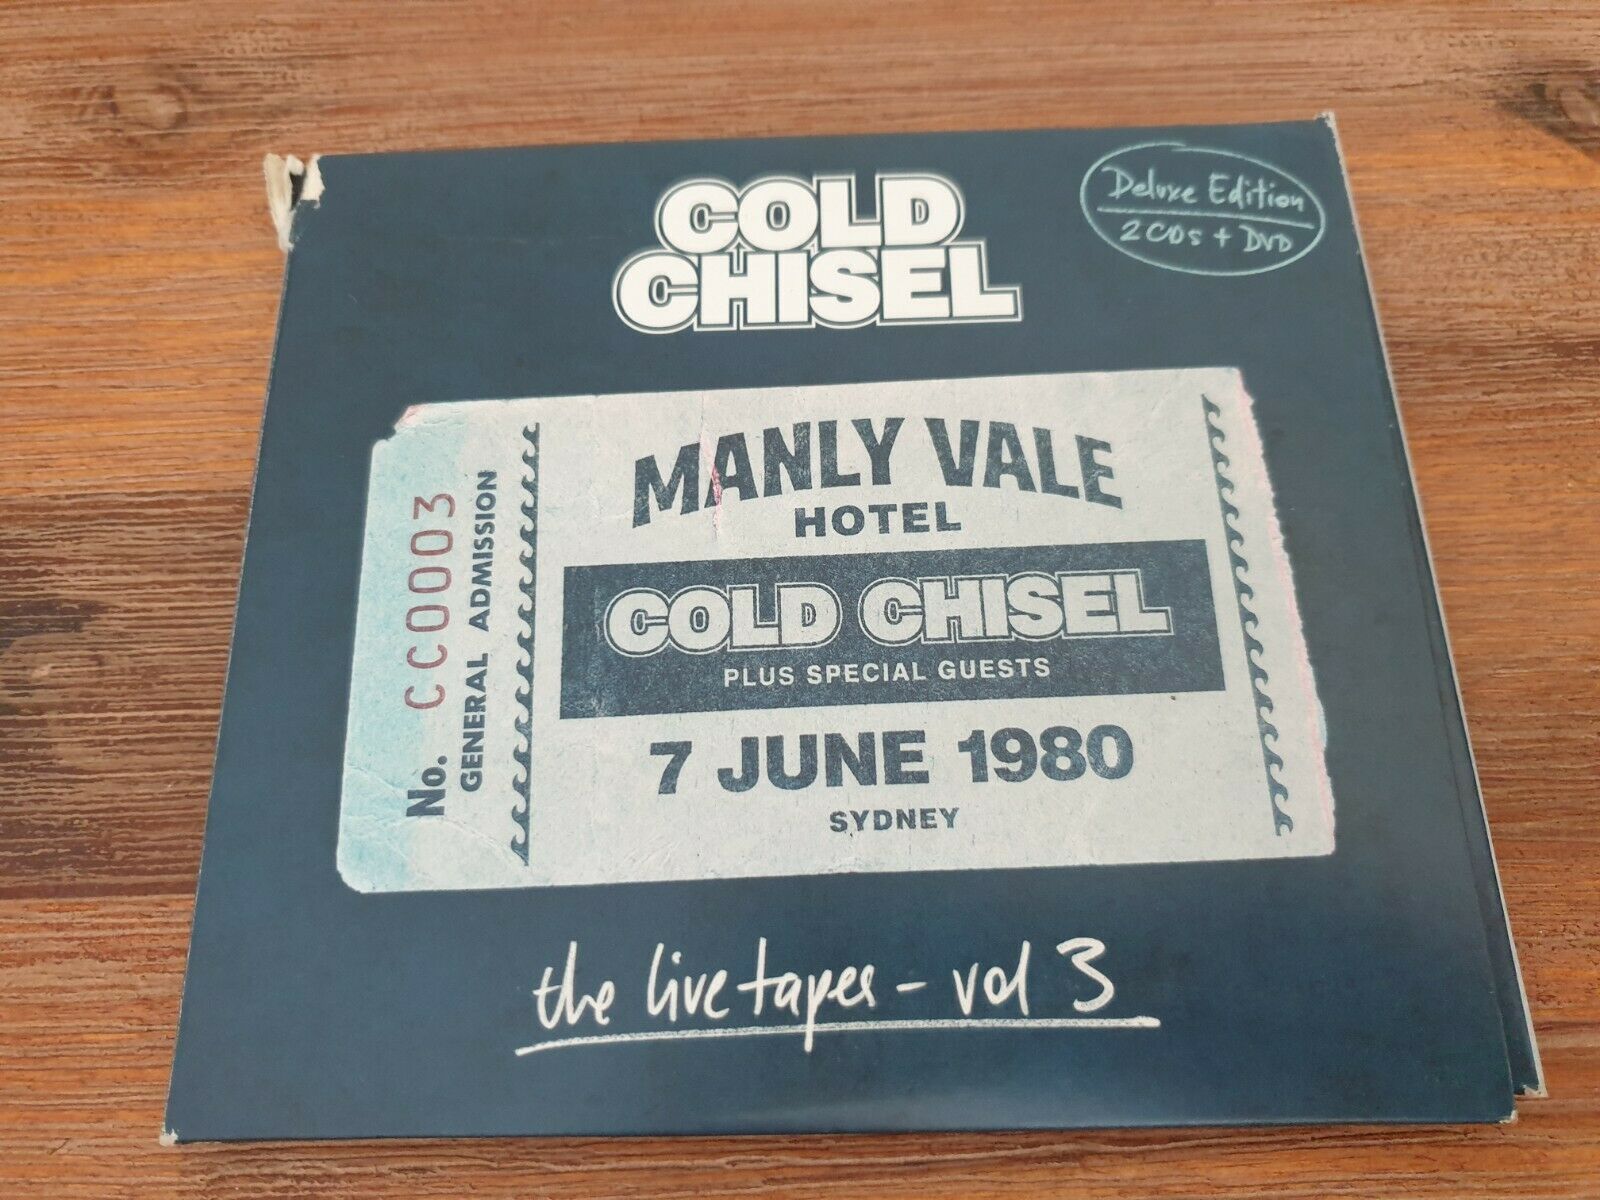 COLD
CHISEL
Deluxe Edition
2 CDs + DVD
No. CC0003
GENERAL ADMISSION
MANLY VALE
HOTEL
COLD CHISEL
PLUS SPECIAL GUESTS
7 JUNE 1980
SYDNEY
the live tapes - vol 3